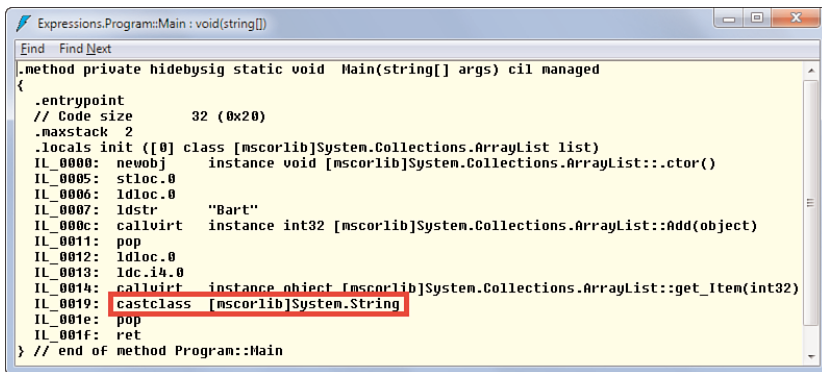 Expressions.Program::Main : void(string[])
Find Find Next
.method private hidebysig static void  Main(string[] args) cil managed
{
  .entrypoint
  // Code size       32 (0x20)
  .maxstack  2
  .locals init ([0] class [mscorlib]System.Collections.ArrayList list)
  IL_0000:  newobj     instance void [mscorlib]System.Collections.ArrayList::.ctor()
  IL_0005:  stloc.0
  IL_0006:  ldloc.0
  IL_0007:  ldstr      "Bart"
  IL_000c:  callvirt   instance int32 [mscorlib]System.Collections.ArrayList::Add(object)
  IL_0011:  pop
  IL_0012:  ldloc.0
  IL_0013:  ldc.i4.0
  IL_0014:  callvirt   instance object [mscorlib]System.Collections.ArrayList::get_Item(int32)
  IL_0019:  castclass  [mscorlib]System.String
  IL_001e:  pop
  IL_001f:  ret
} // end of method Program::Main